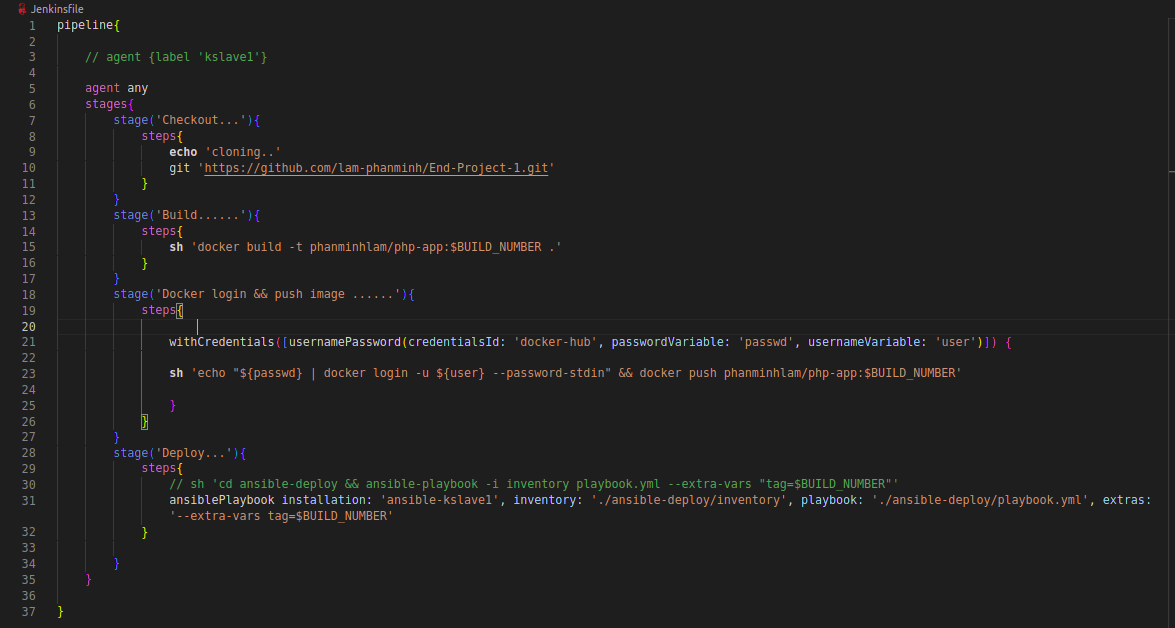 Jenkinsfile
1 pipeline{
2
3 // agent {label 'kslave1'}
4
5 agent any
6 stages{
7 stage('Checkout...'){
8 steps{
9 echo 'cloning..'
10 git 'https://github.com/lam-phanminh/End-Project-1.git'
11 }
12 }
13 stage('Build......'){
14 steps{
15 sh 'docker build -t phanminhlam/php-app:$BUILD_NUMBER .'
16 }
17 }
18 stage('Docker login && push image ......'){
19 steps{
20
21 withCredentials([usernamePassword(credentialsId: 'docker-hub', passwordVariable: 'passwd', usernameVariable: 'user')]) {
22
23 sh 'echo "${passwd} | docker login -u ${user} --password-stdin" && docker push phanminhlam/php-app:$BUILD_NUMBER'
24
25 }
26 }
27 }
28 stage('Deploy...'){
29 steps{
30 // sh 'cd ansible-deploy && ansible-playbook -i inventory playbook.yml --extra-vars "tag=$BUILD_NUMBER"'
31 ansiblePlaybook installation: 'ansible-kslave1', inventory: './ansible-deploy/inventory', playbook: './ansible-deploy/playbook.yml', extras:
'--extra-vars tag=$BUILD_NUMBER'
32 }
33
34 }
35 }
36
37 }